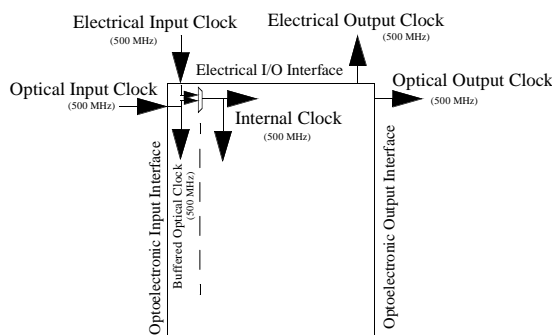 Electrical Input Clock
(500 MHz)
Electrical Output Clock
(500 MHz)
Electrical I/O Interface
Optical Input Clock
(500 MHz)
Optical Output Clock
(500 MHz)
Internal Clock
(500 MHz)
Optoelectronic Input Interface
Buffered Optical Clock
(500 MHz)
Optoelectronic Output Interface